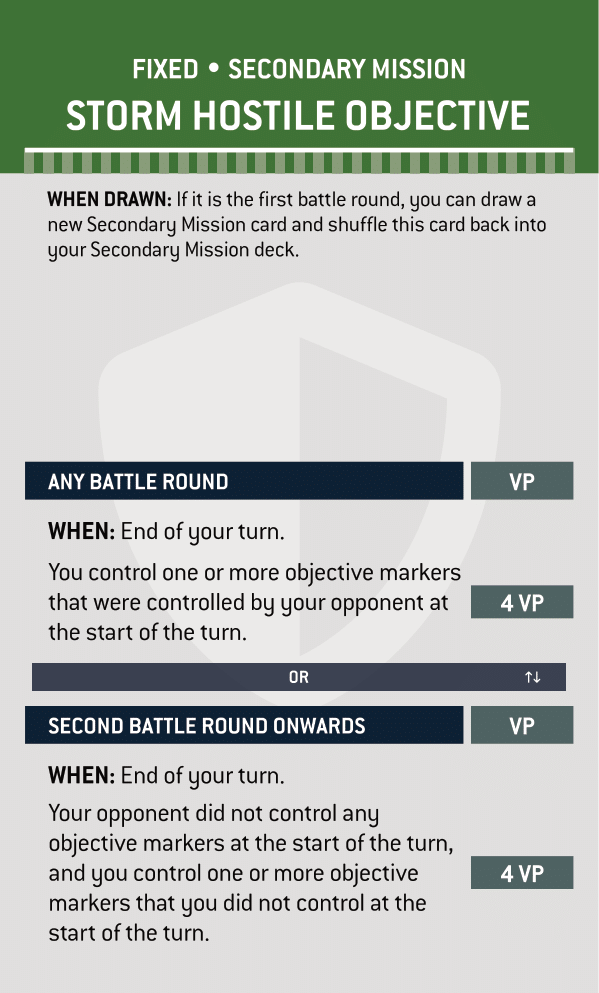 FIXED • SECONDARY MISSION
STORM HOSTILE OBJECTIVE
WHEN DRAWN: If it is the first battle round, you can draw a
new Secondary Mission card and shuffle this card back into
your Secondary Mission deck.
ANY BATTLE ROUND VP
WHEN: End of your turn.
You control one or more objective markers
that were controlled by your opponent at 4 VP
the start of the turn.
OR ↑↓
SECOND BATTLE ROUND ONWARDS VP
WHEN: End of your turn.
Your opponent did not control any
objective markers at the start of the turn,
and you control one or more objective 4 VP
markers that you did not control at the
start of the turn.